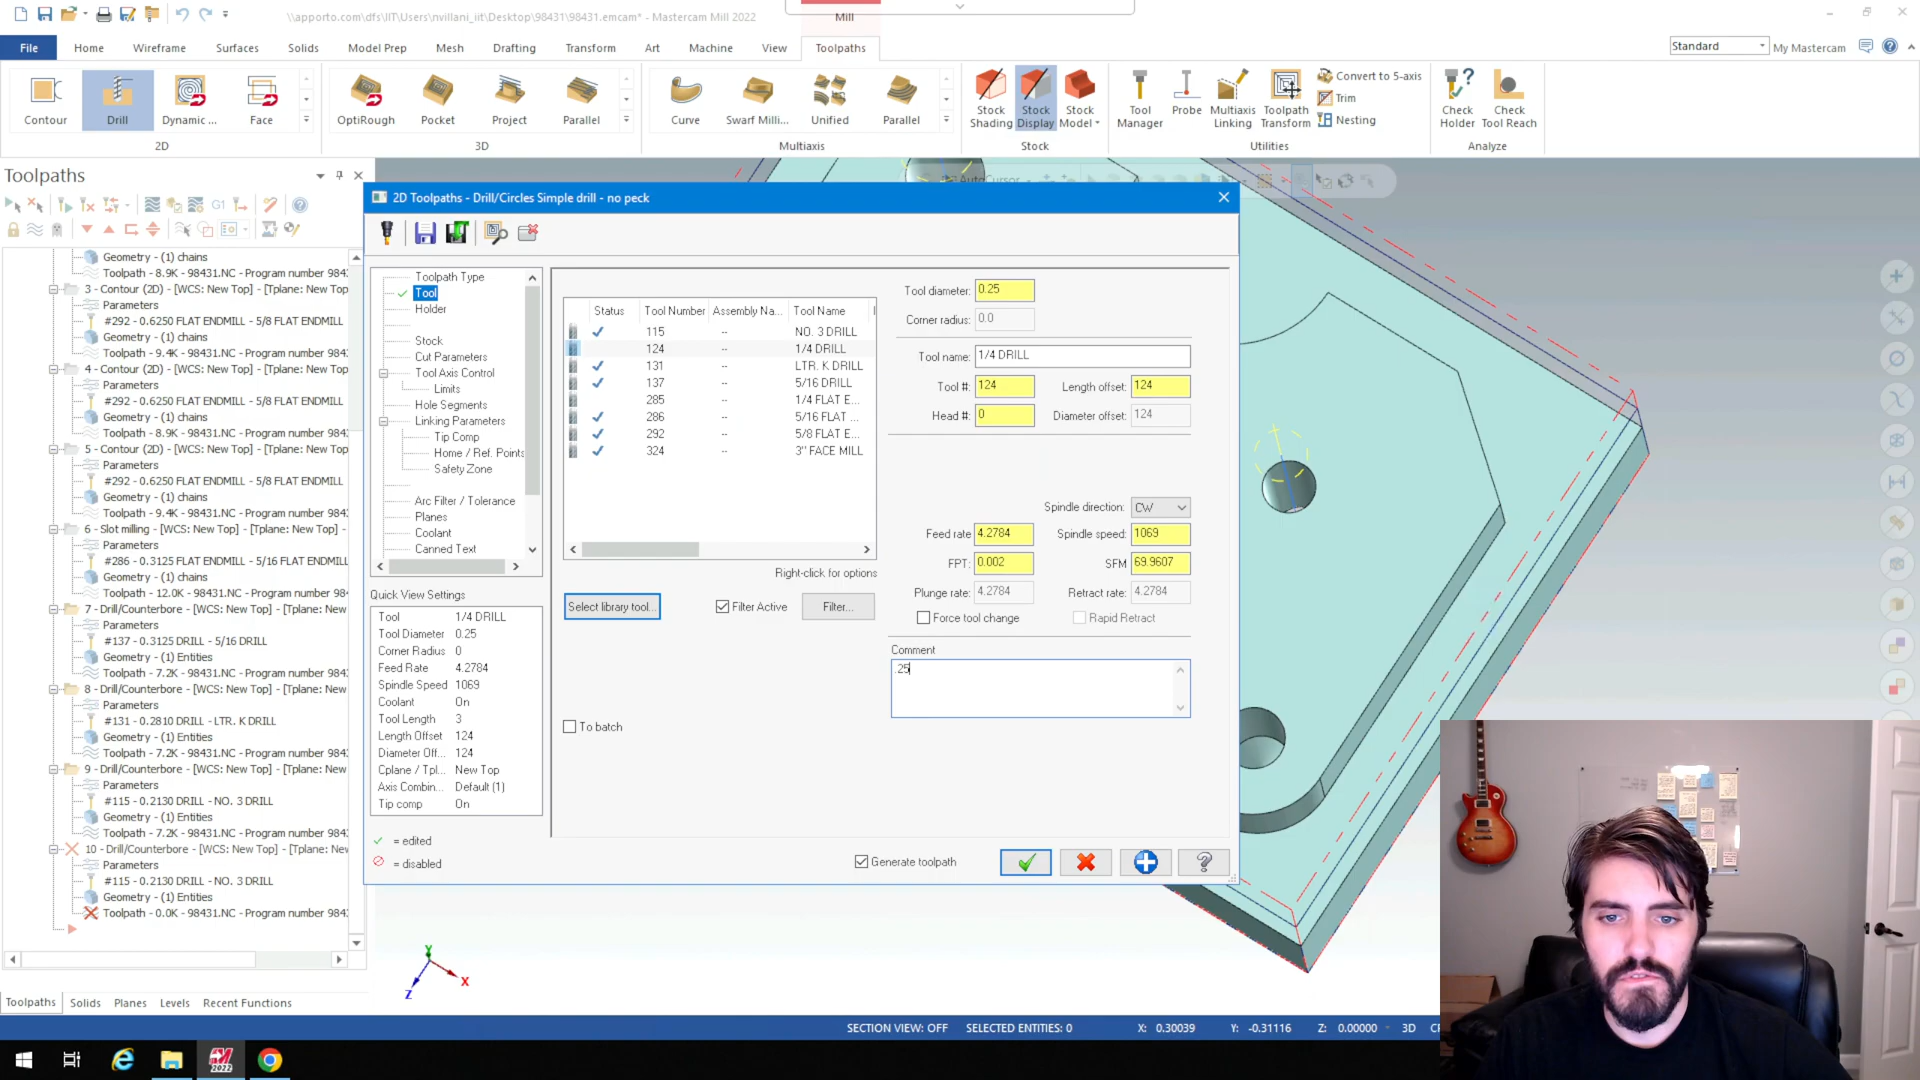 \\apporto.com\dfs\IIT\Users\nvillani_iit\Desktop\98431\98431.emcam* - Mastercam Mill 2022
Mill
File
Home
Wireframe
Surfaces
Solids
Model Prep
Mesh
Drafting
Transform
Art
Machine
View
Toolpaths
Standard
My Mastercam
Contour
Drill
Dynamic ...
Face
OptiRough
Pocket
Project
Parallel
Curve
Swarf Milli...
Unified
Parallel
Stock Shading
Stock Display
Stock Model
Tool Manager
Probe
Multiaxis Linking
Toolpath Transform
Convert to 5-axis
Trim
Nesting
Check Holder
Check Tool Reach
2D
3D
Multiaxis
Stock
Utilities
Analyze
Toolpaths
G1
Geometry - (1) chains
Toolpath - 8.9K - 98431.NC - Program number 984
3 - Contour (2D) - [WCS: New Top] - [Tplane: New Top
Parameters
#292 - 0.6250 FLAT ENDMILL - 5/8 FLAT ENDMILL
Geometry - (1) chains
Toolpath - 9.4K - 98431.NC - Program number 984
4 - Contour (2D) - [WCS: New Top] - [Tplane: New Top
Parameters
#292 - 0.6250 FLAT ENDMILL - 5/8 FLAT ENDMILL
Geometry - (1) chains
Toolpath - 8.9K - 98431.NC - Program number 984
5 - Contour (2D) - [WCS: New Top] - [Tplane: New Top
Parameters
#292 - 0.6250 FLAT ENDMILL - 5/8 FLAT ENDMILL
Geometry - (1) chains
Toolpath - 9.4K - 98431.NC - Program number 984
6 - Slot milling - [WCS: New Top] - [Tplane: New Top] -
Parameters
#286 - 0.3125 FLAT ENDMILL - 5/16 FLAT ENDMILL
Geometry - (1) chains
Toolpath - 12.0K - 98431.NC - Program number 98
7 - Drill/Counterbore - [WCS: New Top] - [Tplane: New
Parameters
#137 - 0.3125 DRILL - 5/16 DRILL
Geometry - (1) Entities
Toolpath - 7.2K - 98431.NC - Program number 984
8 - Drill/Counterbore - [WCS: New Top] - [Tplane: New
Parameters
#131 - 0.2810 DRILL - LTR. K DRILL
Geometry - (1) Entities
Toolpath - 7.2K - 98431.NC - Program number 984
9 - Drill/Counterbore - [WCS: New Top] - [Tplane: New
Parameters
#115 - 0.2130 DRILL - NO. 3 DRILL
Geometry - (1) Entities
Toolpath - 7.2K - 98431.NC - Program number 984
10 - Drill/Counterbore - [WCS: New Top] - [Tplane: Nev
Parameters
#115 - 0.2130 DRILL - NO. 3 DRILL
Geometry - (1) Entities
Toolpath - 0.0K - 98431.NC - Program number 984
Toolpaths
Solids
Planes
Levels
Recent Functions
AutoCursor
2D Toolpaths - Drill/Circles Simple drill - no peck
Toolpath Type
Tool
Holder
Stock
Cut Parameters
Tool Axis Control
Limits
Hole Segments
Linking Parameters
Tip Comp
Home / Ref. Points
Safety Zone
Arc Filter / Tolerance
Planes
Coolant
Canned Text
Quick View Settings
Tool 1/4 DRILL
Tool Diameter 0.25
Corner Radius 0
Feed Rate 4.2784
Spindle Speed 1069
Coolant On
Tool Length 3
Length Offset 124
Diameter Off... 124
Cplane / Tpl... New Top
Axis Combin... Default (1)
Tip comp On
= edited
= disabled
Status Tool Number Assembly Na... Tool Name
115 -- NO. 3 DRILL
124 -- 1/4 DRILL
131 -- LTR. K DRILL
137 -- 5/16 DRILL
285 -- 1/4 FLAT E...
286 -- 5/16 FLAT ...
292 -- 5/8 FLAT E...
324 -- 3" FACE MILL
Right-click for options
Select library tool...
Filter Active
Filter...
To batch
Tool diameter: 0.25
Corner radius: 0.0
Tool name: 1/4 DRILL
Tool #: 124
Length offset: 124
Head #: 0
Diameter offset: 124
Spindle direction: CW
Feed rate 4.2784
Spindle speed: 1069
FPT: 0.002
SFM 69.9607
Plunge rate: 4.2784
Retract rate: 4.2784
Force tool change
Rapid Retract
Comment
.25
Generate toolpath
Y
X
Z
SECTION VIEW: OFF
SELECTED ENTITIES: 0
X: 0.30039
Y: -0.31116
Z: 0.00000
3D
2022